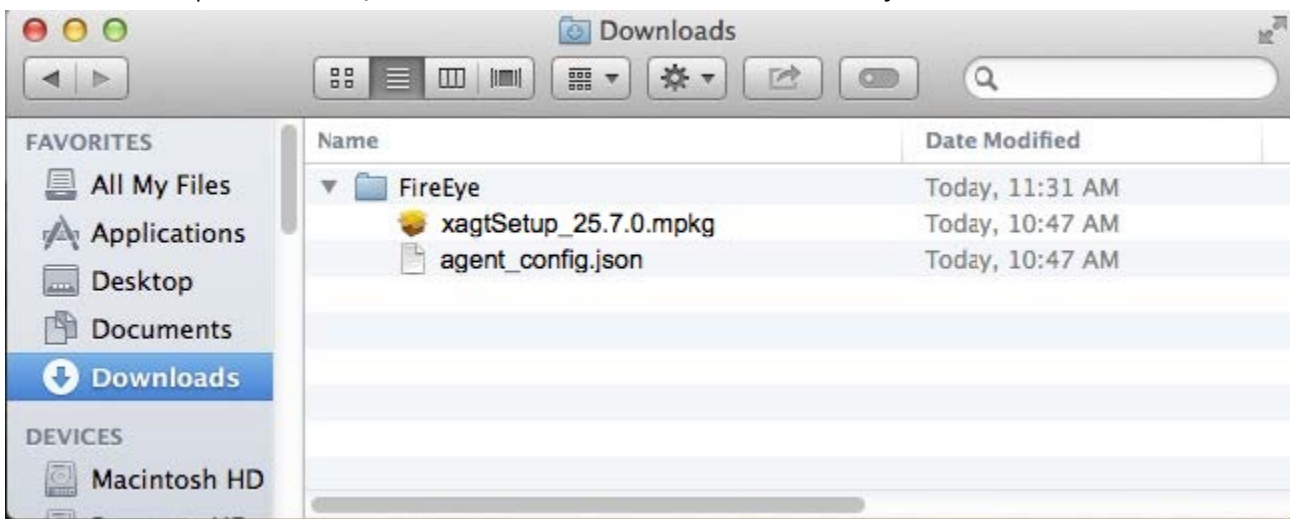 Downloads
FAVORITES
All My Files
Applications
Desktop
Documents
Downloads
DEVICES
Macintosh HD
Name Date Modified
FireEye Today, 11:31 AM
xagtSetup_25.7.0.mpkg Today, 10:47 AM
agent_config.json Today, 10:47 AM